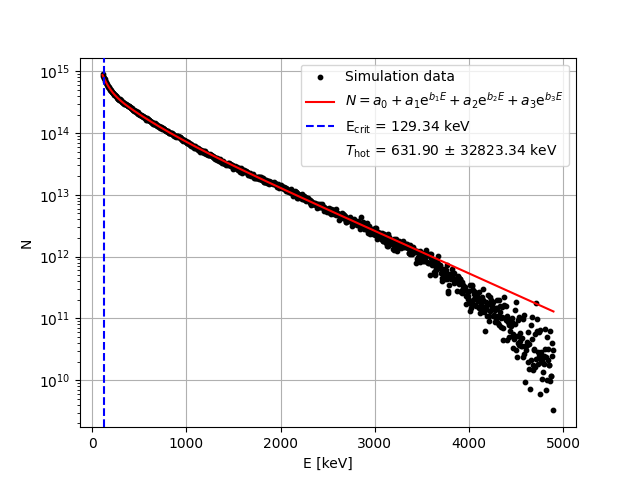 Simulation data
N = a₀ + a₁e^{b₁E} + a₂e^{b₂E} + a₃e^{b₃E}
E_crit = 129.34 keV
T_hot = 631.90 ± 32823.34 keV
10¹⁵
10¹⁴
10¹³
10¹²
10¹¹
10¹⁰
N
0 1000 2000 3000 4000 5000
E [keV]